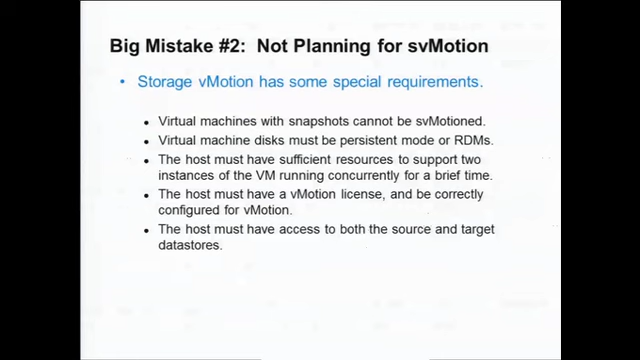 Big Mistake #2: Not Planning for svMotion
• Storage vMotion has some special requirements.
• Virtual machines with snapshots cannot be svMotioned.
• Virtual machine disks must be persistent mode or RDMs.
• The host must have sufficient resources to support two
instances of the VM running concurrently for a brief time.
• The host must have a vMotion license, and be correctly
configured for vMotion.
• The host must have access to both the source and target
datastores.